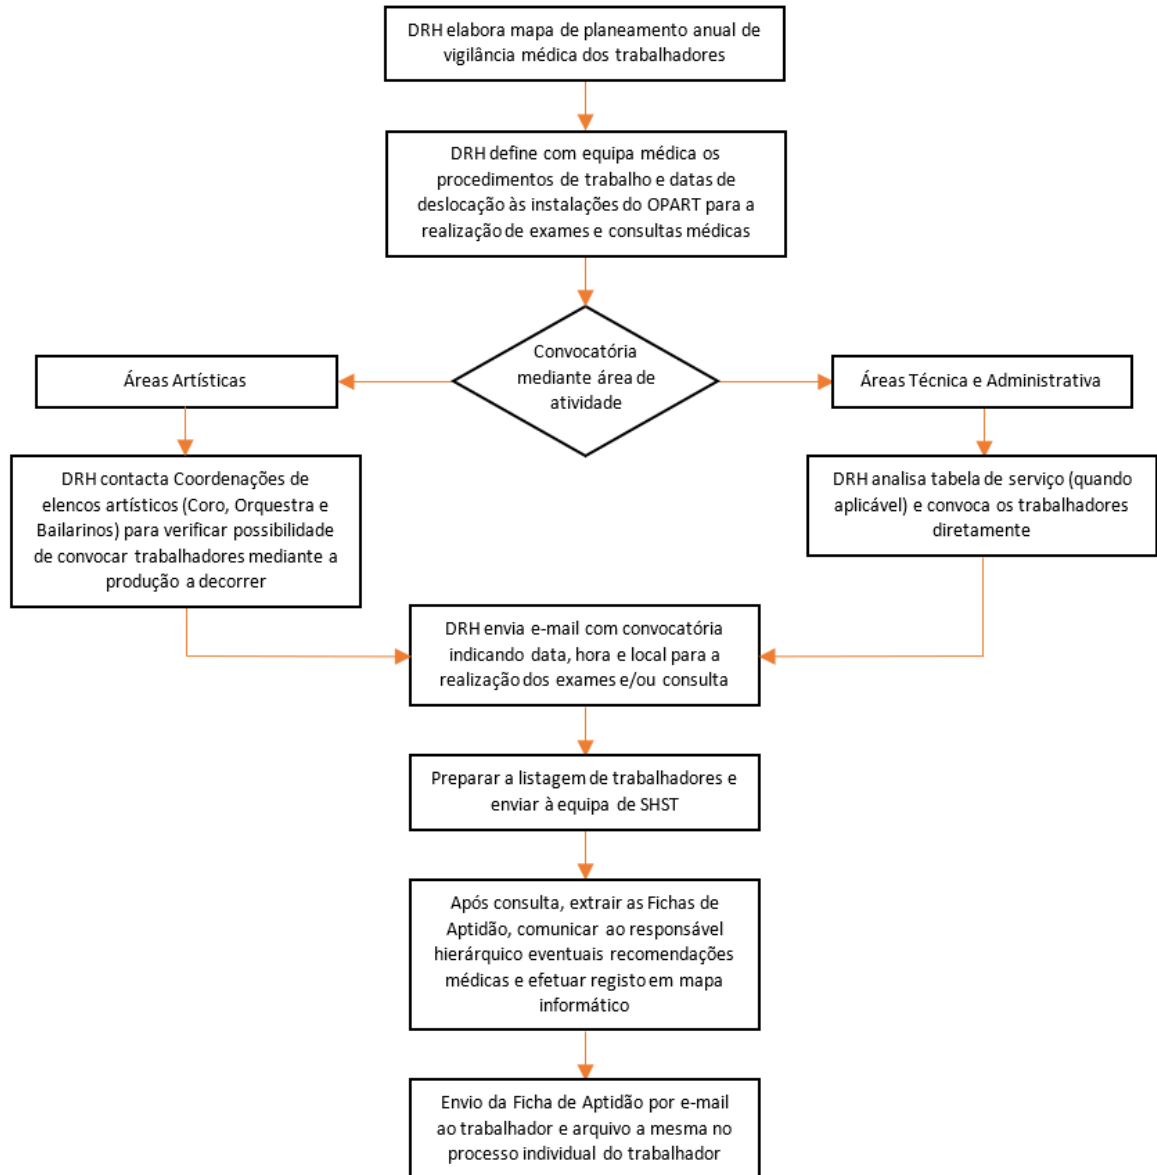 DRH elabora mapa de planeamento anual de
vigilância médica dos trabalhadores
DRH define com equipa médica os
procedimentos de trabalho e datas de
deslocação às instalações do OPART para a
realização de exames e consultas médicas
Convocatória
mediante área de
atividade
Áreas Artísticas
Áreas Técnica e Administrativa
DRH contacta Coordenações de
elencos artísticos (Coro, Orquestra e
Bailarinos) para verificar possibilidade
de convocar trabalhadores mediante a
produção a decorrer
DRH analisa tabela de serviço (quando
aplicável) e convoca os trabalhadores
diretamente
DRH envia e-mail com convocatória
indicando data, hora e local para a
realização dos exames e/ou consulta
Preparar a listagem de trabalhadores e
enviar à equipa de SHST
Após consulta, extrair as Fichas de
Aptidão, comunicar ao responsável
hierárquico eventuais recomendações
médicas e efetuar registo em mapa
informático
Envio da Ficha de Aptidão por e-mail
ao trabalhador e arquivo a mesma no
processo individual do trabalhador